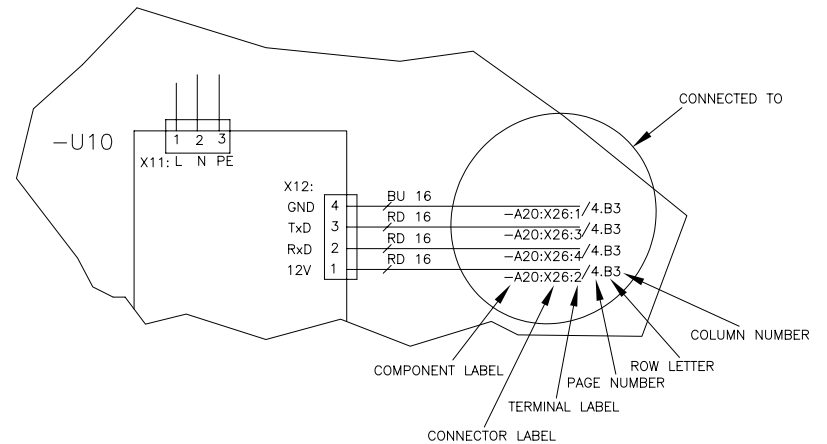 CONNECTED TO
-U10
1 2 3
X11: L N PE
X12:
GND 4 BU 16 -A20:X26:1/4.B3
TxD 3 RD 16 -A20:X26:3/4.B3
RxD 2 RD 16 -A20:X26:4/4.B3
12V 1 RD 16 -A20:X26:2/4.B3
COLUMN NUMBER
ROW LETTER
COMPONENT LABEL
PAGE NUMBER
TERMINAL LABEL
CONNECTOR LABEL